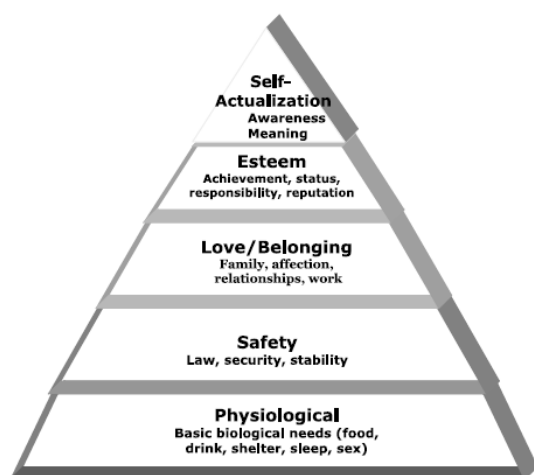 Self-
Actualization
Awareness
Meaning
Esteem
Achievement, status,
responsibility, reputation
Love/Belonging
Family, affection,
relationships, work
Safety
Law, security, stability
Physiological
Basic biological needs (food,
drink, shelter, sleep, sex)